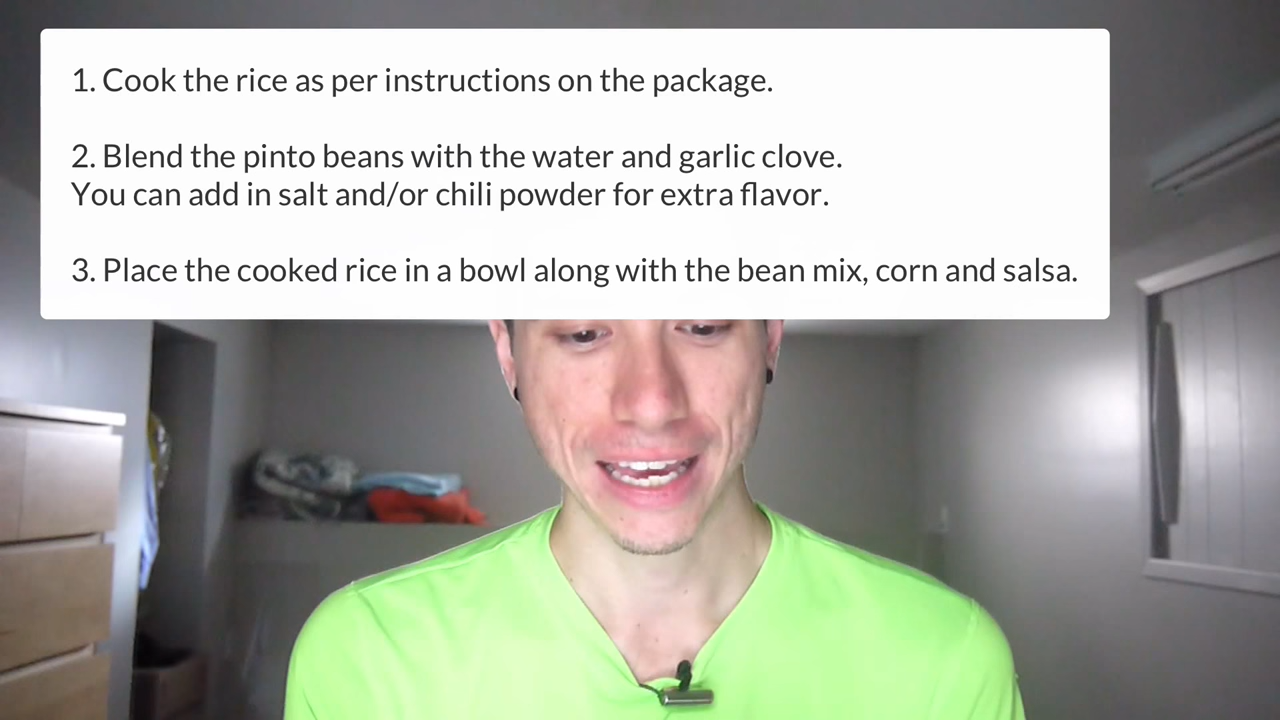 1. Cook the rice as per instructions on the package.
2. Blend the pinto beans with the water and garlic clove.
You can add in salt and/or chili powder for extra flavor.
3. Place the cooked rice in a bowl along with the bean mix, corn and salsa.